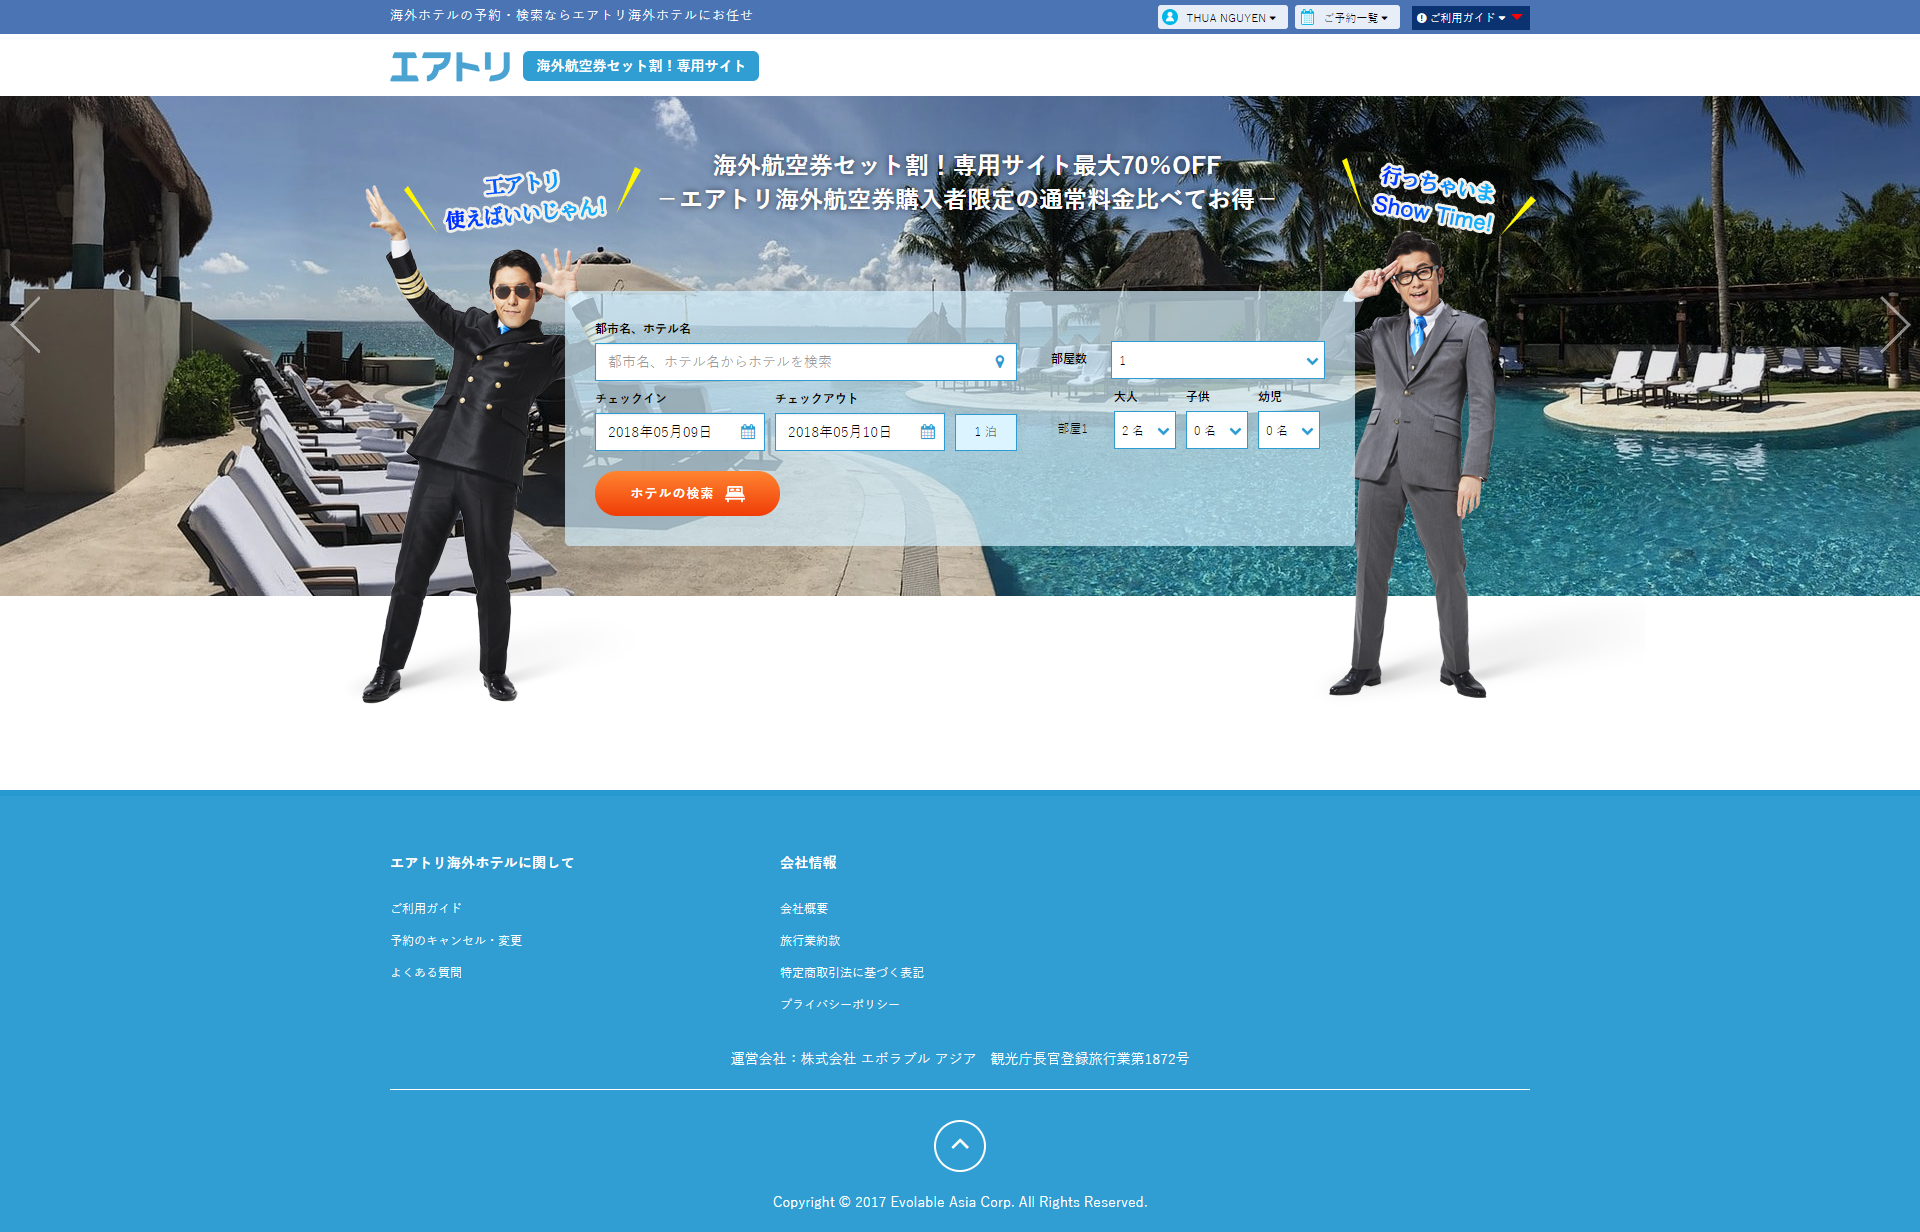 海外ホテルの予約・検索ならエアトリ海外ホテルにお任せ
THUA NGUYEN
ご予約一覧
ご利用ガイド
エアトリ
海外航空券セット割！専用サイト
海外航空券セット割！専用サイト最大70%OFF
－エアトリ海外航空券購入者限定の通常料金比べてお得－
エアトリ
使えばいいじゃん!
行っちゃいま
Show Time!
都市名、ホテル名
都市名、ホテル名からホテルを検索
部屋数
1
チェックイン
チェックアウト
大人
子供
幼児
2018年05月09日
2018年05月10日
1 泊
部屋1
2 名
0 名
0 名
ホテルの検索
エアトリ海外ホテルに関して
ご利用ガイド
予約のキャンセル・変更
よくある質問
会社情報
会社概要
旅行業約款
特定商取引法に基づく表記
プライバシーポリシー
運営会社：株式会社 エボラブル アジア　観光庁長官登録旅行業第1872号
Copyright © 2017 Evolable Asia Corp. All Rights Reserved.